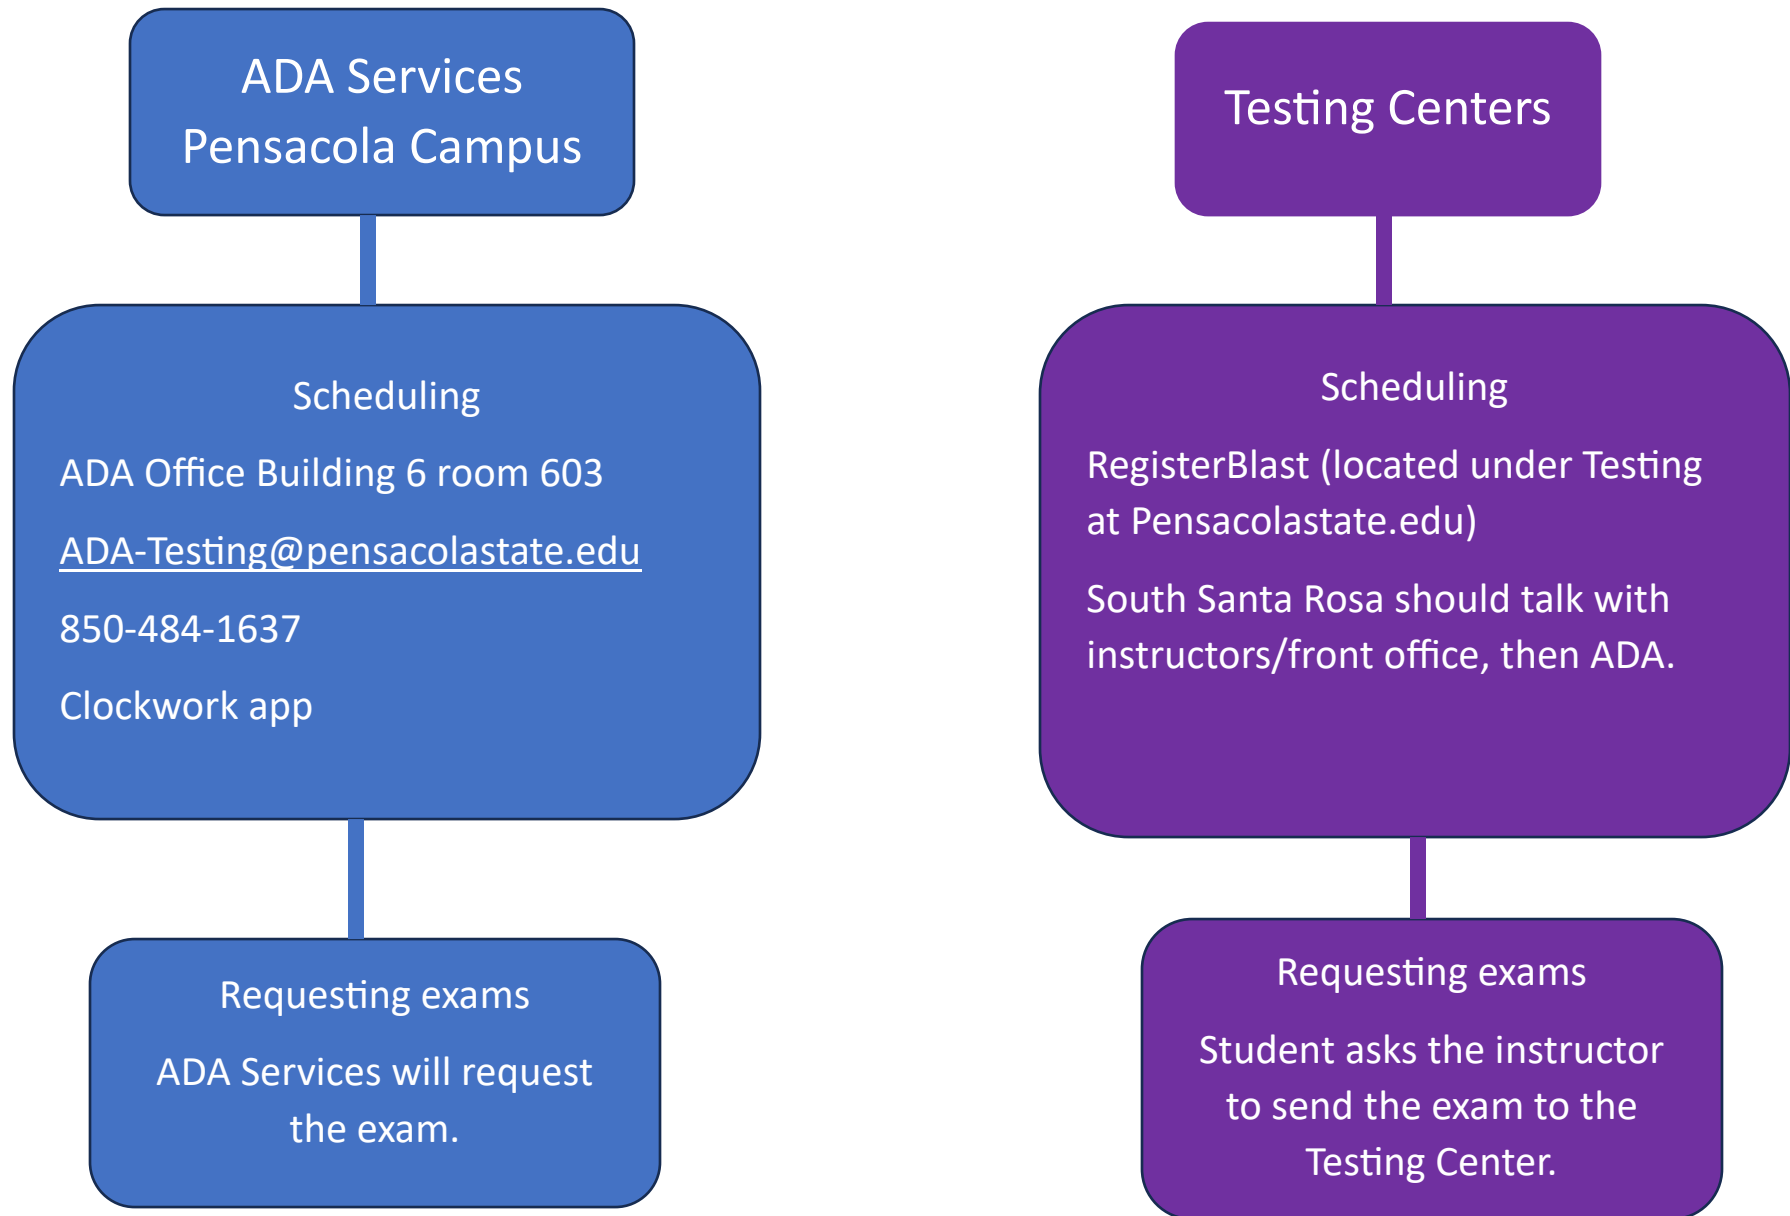 ADA Services
Pensacola Campus
Scheduling
ADA Office Building 6 room 603
ADA-Testing@pensacolastate.edu
850-484-1637
Clockwork app
Requesting exams
ADA Services will request
the exam.
Testing Centers
Scheduling
RegisterBlast (located under Testing
at Pensacolastate.edu)
South Santa Rosa should talk with
instructors/front office, then ADA.
Requesting exams
Student asks the instructor
to send the exam to the
Testing Center.